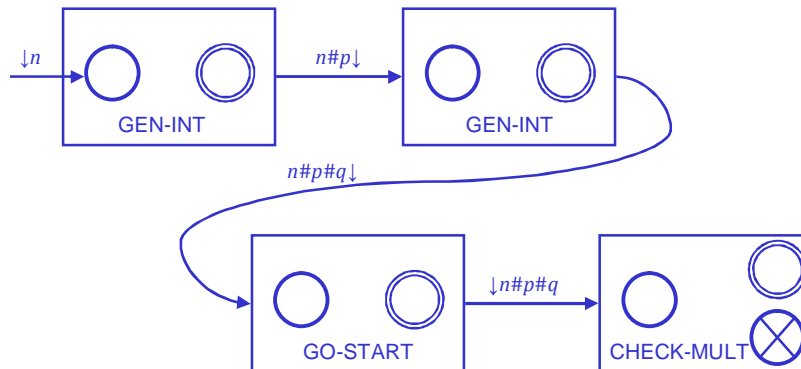 ↓n
n#p↓
GEN-INT
GEN-INT
n#p#q↓
↓n#p#q
GO-START
CHECK-MULT